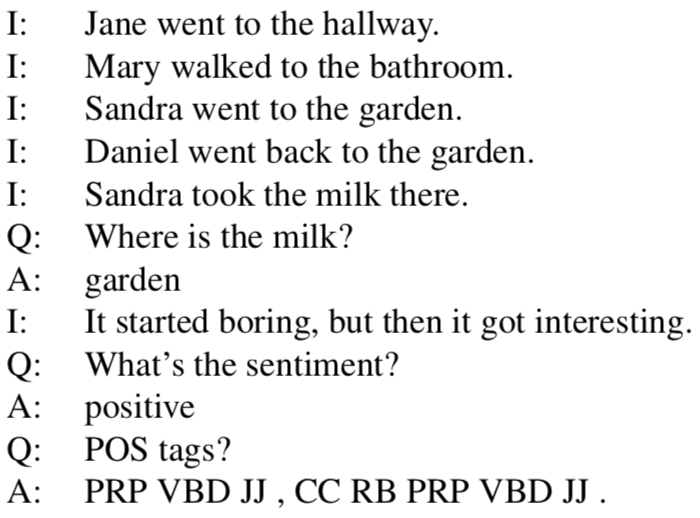 I: Jane went to the hallway.
I: Mary walked to the bathroom.
I: Sandra went to the garden.
I: Daniel went back to the garden.
I: Sandra took the milk there.
Q: Where is the milk?
A: garden
I: It started boring, but then it got interesting.
Q: What's the sentiment?
A: positive
Q: POS tags?
A: PRP VBD JJ , CC RB PRP VBD JJ .